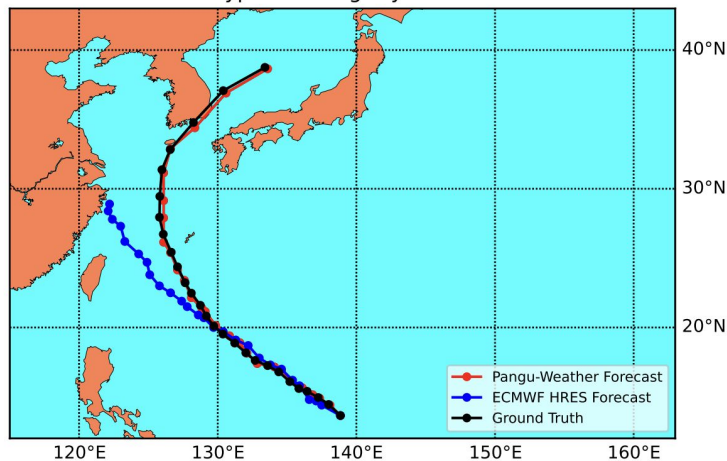 40°N
30°N
20°N
Pangu-Weather Forecast
ECMWF HRES Forecast
Ground Truth
120°E 130°E 140°E 150°E 160°E